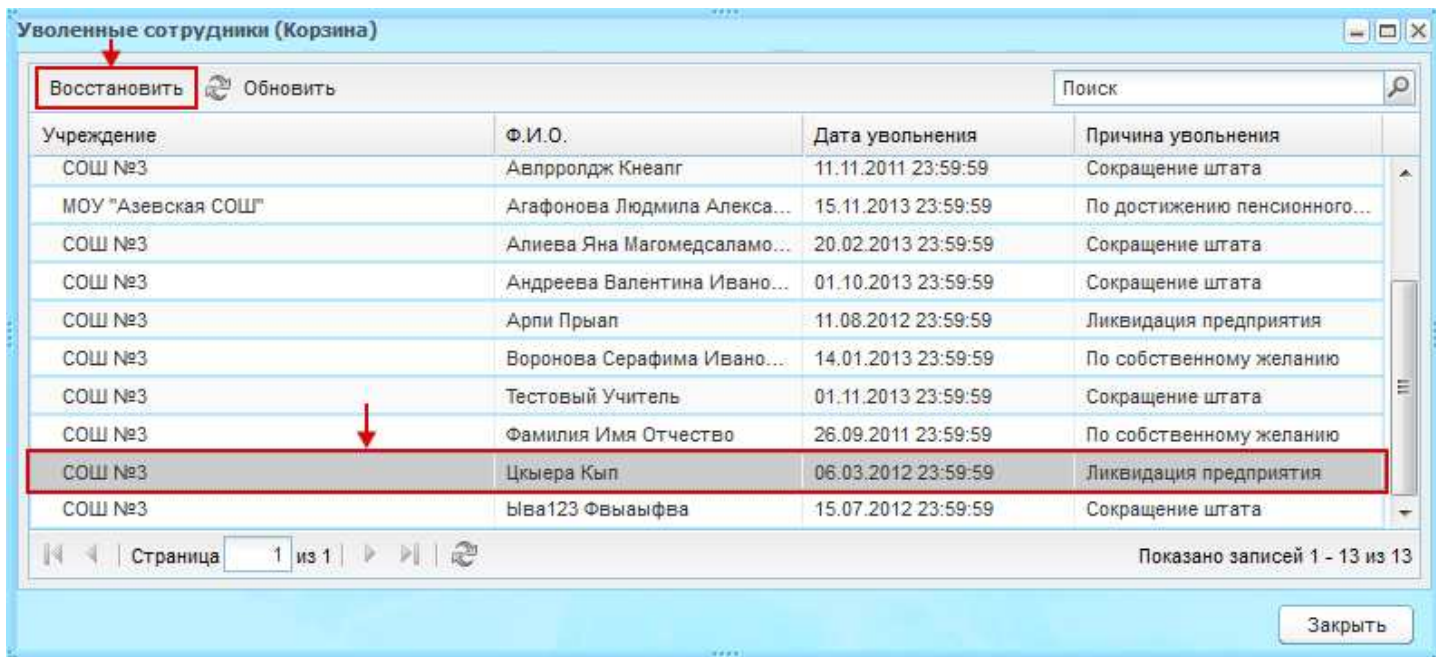 Уволенные сотрудники (Корзина)
Восстановить Обновить Поиск
Учреждение Ф.И.О. Дата увольнения Причина увольнения
СОШ №3 Авпрролдж Кнеапг 11.11.2011 23:59:59 Сокращение штата
МОУ "Азевская СОШ" Агафонова Людмила Алекса... 15.11.2013 23:59:59 По достижению пенсионного...
СОШ №3 Алиева Яна Магомедсаламо... 20.02.2013 23:59:59 Сокращение штата
СОШ №3 Андреева Валентина Ивано... 01.10.2013 23:59:59 Сокращение штата
СОШ №3 Арпи Прыап 11.08.2012 23:59:59 Ликвидация предприятия
СОШ №3 Воронова Серафима Ивано... 14.01.2013 23:59:59 По собственному желанию
СОШ №3 Тестовый Учитель 01.11.2013 23:59:59 Сокращение штата
СОШ №3 Фамилия Имя Отчество 26.09.2011 23:59:59 По собственному желанию
СОШ №3 Цкыера Кып 06.03.2012 23:59:59 Ликвидация предприятия
СОШ №3 Ыва123 Фвыаыфва 15.07.2012 23:59:59 Сокращение штата
Страница 1 из 1 Показано записей 1 - 13 из 13
Закрыть